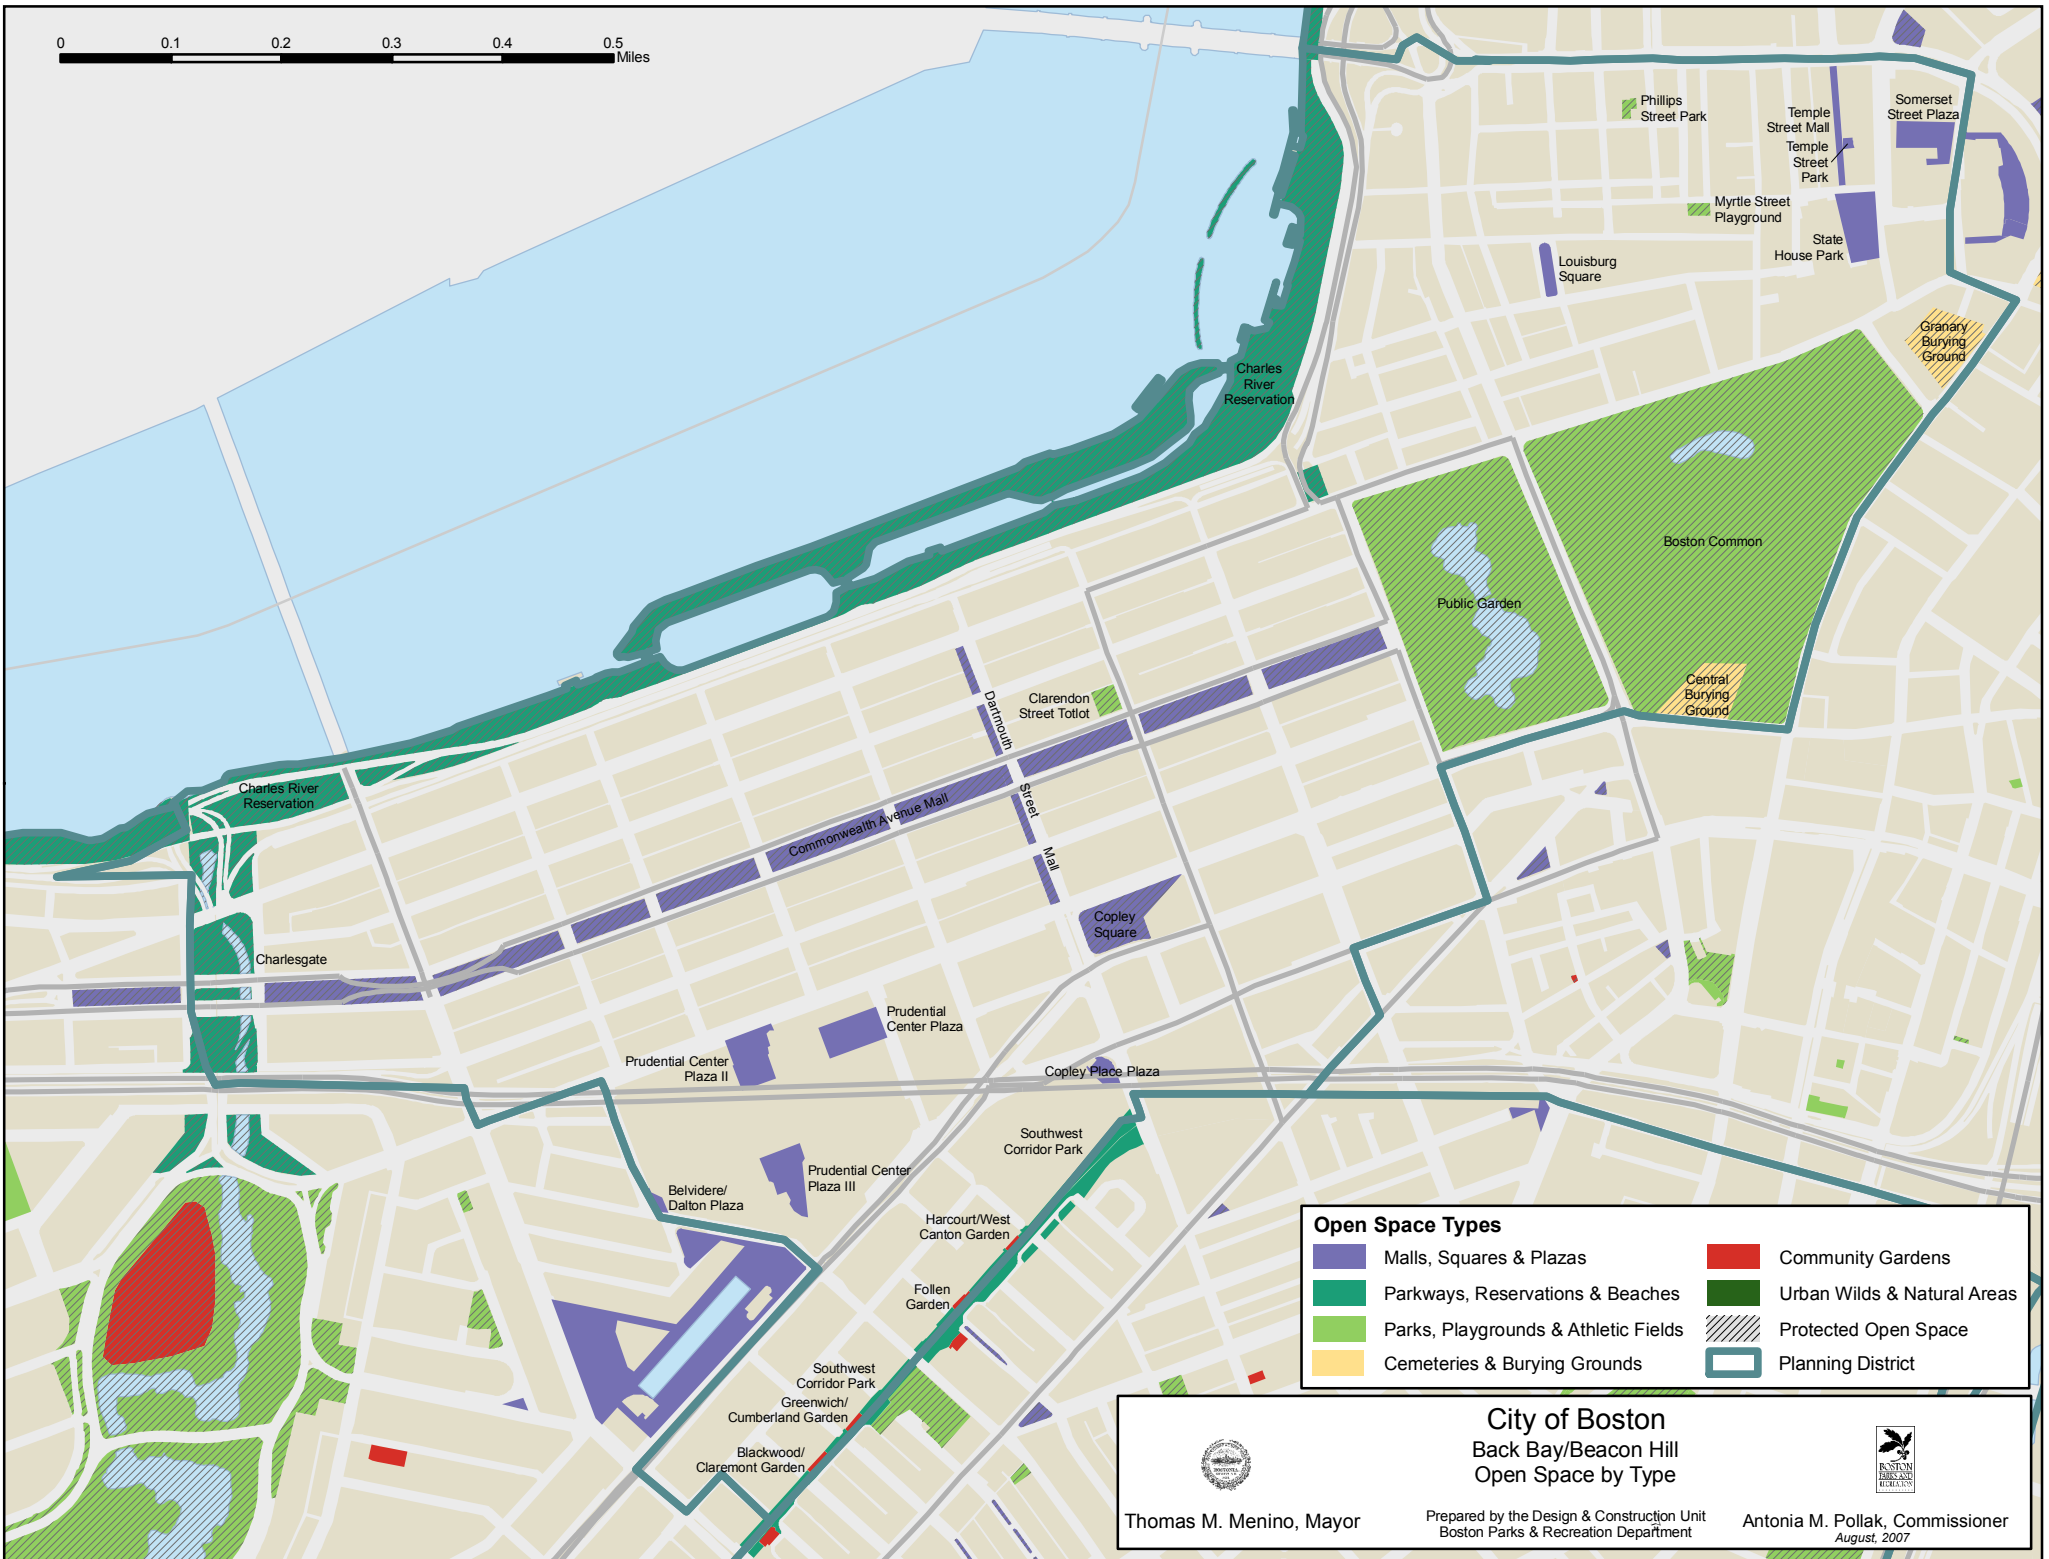 0 0.1 0.2 0.3 0.4 0.5
Miles
Phillips
Street Park
Temple
Street Mall
Somerset
Street Plaza
Temple
Street
Park
Myrtle Street
Playground
State
House Park
Louisburg
Square
Granary
Burying
Ground
Charles
River
Reservation
Boston Common
Public Garden
Central
Burying
Ground
Clarendon
Street Totlot
Dartmouth
Street
Mall
Commonwealth Avenue Mall
Charles River
Reservation
Copley
Square
Charlesgate
Prudential
Center Plaza
Prudential Center
Plaza II
Copley Place Plaza
Southwest
Corridor Park
Prudential Center
Plaza III
Belvidere/
Dalton Plaza
Harcourt/West
Canton Garden
Follen
Garden
Southwest
Corridor Park
Greenwich/
Cumberland Garden
Blackwood/
Claremont Garden
Open Space Types
Malls, Squares & Plazas
Parkways, Reservations & Beaches
Parks, Playgrounds & Athletic Fields
Cemeteries & Burying Grounds
Community Gardens
Urban Wilds & Natural Areas
Protected Open Space
Planning District
City of Boston
Back Bay/Beacon Hill
Open Space by Type
Thomas M. Menino, Mayor
Prepared by the Design & Construction Unit
Boston Parks & Recreation Department
BOSTON
PARKS AND
RECREATION
Antonia M. Pollak, Commissioner
August, 2007